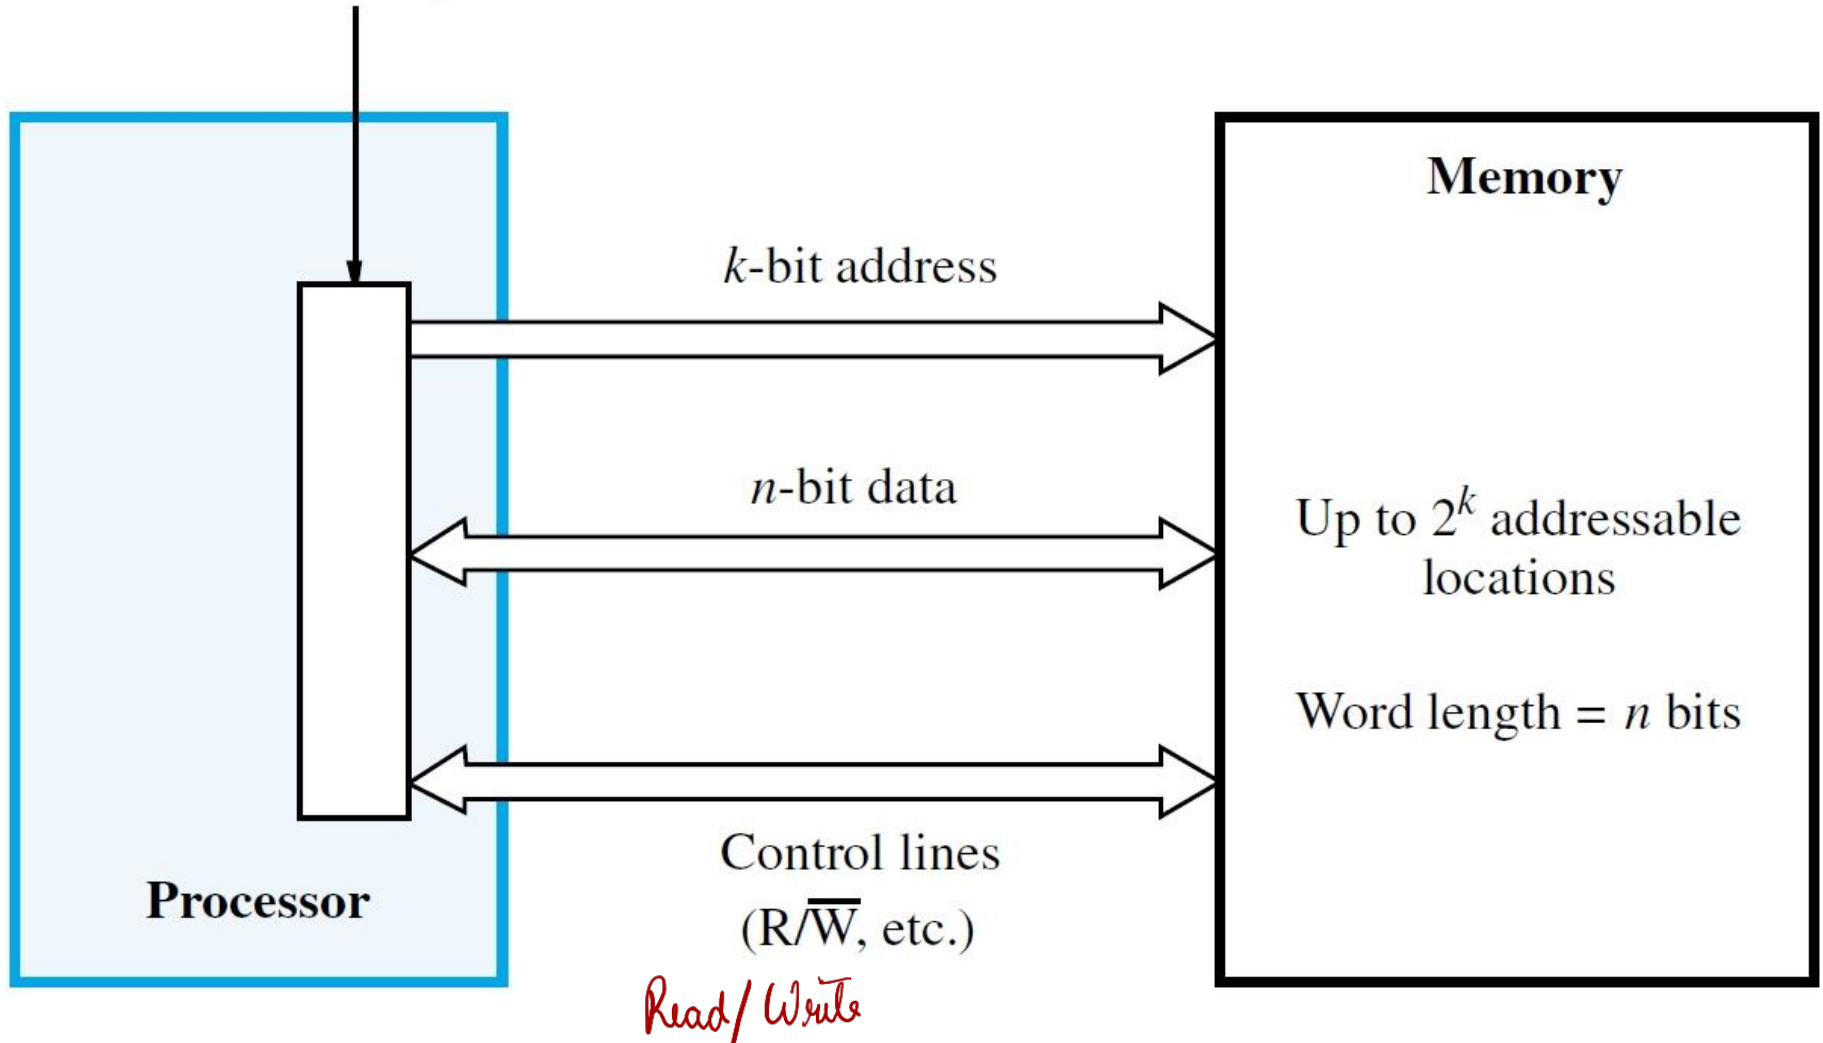 Memory
k-bit address
n-bit data
Up to 2^k addressable
locations
Word length = n bits
Control lines
(R/W̅, etc.)
Processor
Read/Write